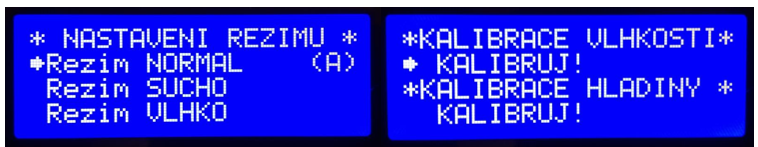 * NASTAVENI REZIMU *
Rezim NORMAL (A)
Rezim SUCHO
Rezim VLHKO
*KALIBRACE VLHKOSTI*
KALIBRUJ!
*KALIBRACE HLADINY *
KALIBRUJ!